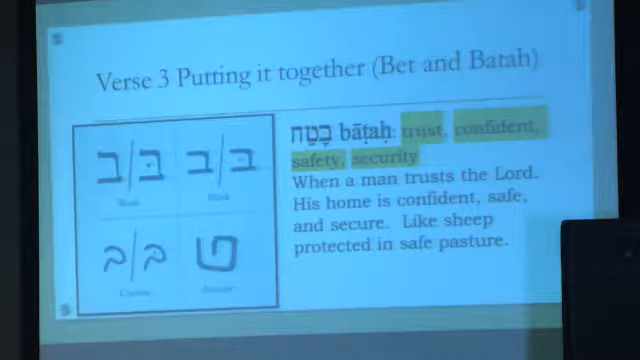 Verse 3 Putting it together (Bet and Batah)
ב/בּ ב/בּ
ב/בּ ט
בָּטַח bāṭaḥ: trust, confident,
safety, security
When a man trusts the Lord.
His home is confident, safe,
and secure. Like sheep
protected in safe pasture.